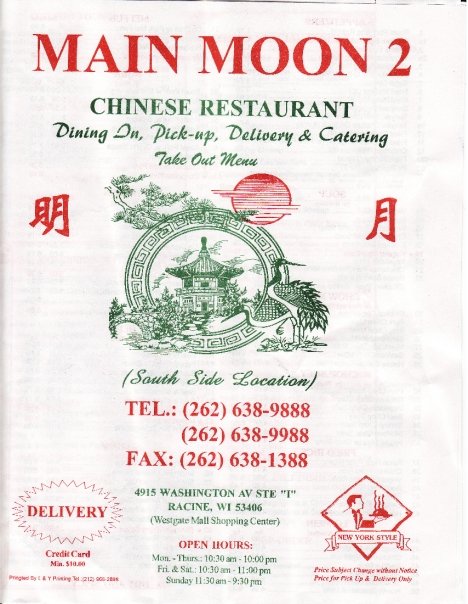 MAIN MOON 2
CHINESE RESTAURANT
Dining In, Pick-up, Delivery & Catering
Take Out Menu
明 月
(South Side Location)
TEL.: (262) 638-9888
(262) 638-9988
FAX: (262) 638-1388
4915 WASHINGTON AV STE "I"
RACINE, WI 53406
(Westgate Mall Shopping Center)
OPEN HOURS:
Mon. - Thurs.: 10:30 am - 10:00 pm
Fri. & Sat.: 10:30 am - 11:00 pm
Sunday 11:30 am - 9:30 pm
DELIVERY
Credit Card
Min. $10.00
NEW YORK STYLE
Price Subject Change without Notice
Price for Pick Up & Delivery Only